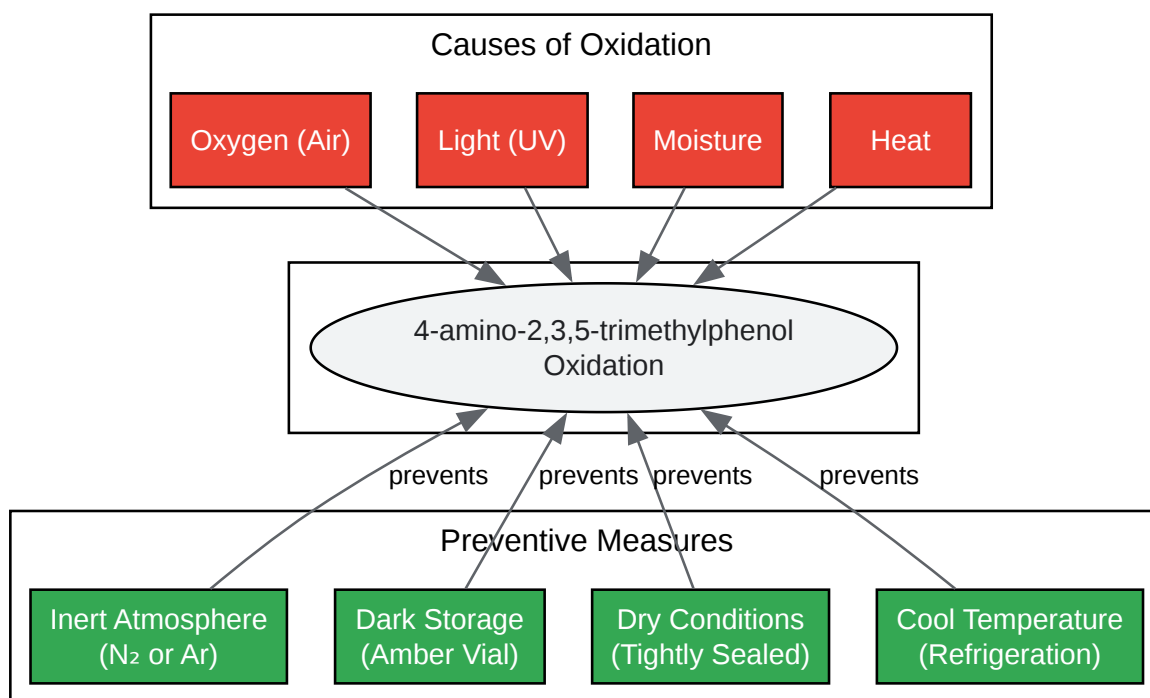 Causes of Oxidation
Oxygen (Air)
Light (UV)
Moisture
Heat
4-amino-2,3,5-trimethylphenol
Oxidation
prevents
prevents
prevents
prevents
Preventive Measures
Inert Atmosphere
(N₂ or Ar)
Dark Storage
(Amber Vial)
Dry Conditions
(Tightly Sealed)
Cool Temperature
(Refrigeration)